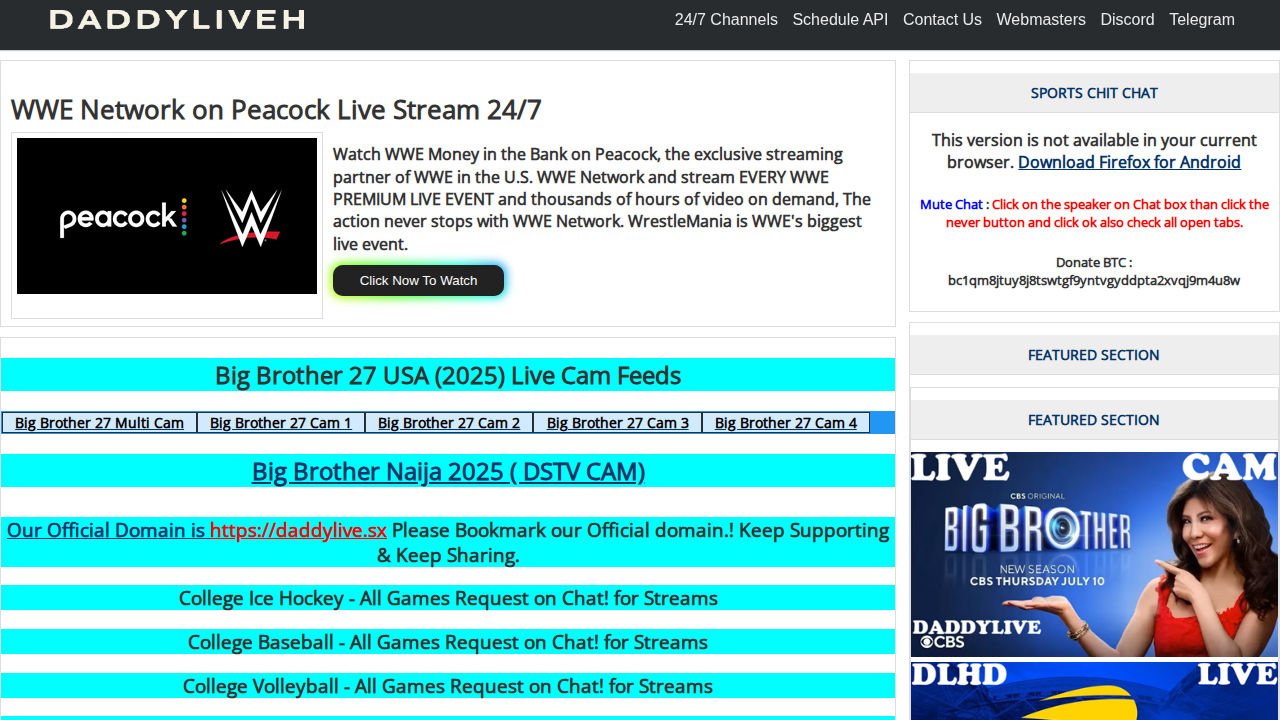 DADDYLIVEH
24/7 Channels Schedule API Contact Us Webmasters Discord Telegram
WWE Network on Peacock Live Stream 24/7
peacock
W
Watch WWE Money in the Bank on Peacock, the exclusive streaming
partner of WWE in the U.S. WWE Network and stream EVERY WWE
PREMIUM LIVE EVENT and thousands of hours of video on demand, The
action never stops with WWE Network. WrestleMania is WWE's biggest
live event.
Click Now To Watch
Big Brother 27 USA (2025) Live Cam Feeds
Big Brother 27 Multi Cam Big Brother 27 Cam 1 Big Brother 27 Cam 2 Big Brother 27 Cam 3 Big Brother 27 Cam 4
Big Brother Naija 2025 ( DSTV CAM)
Our Official Domain is https://daddylive.sx Please Bookmark our Official domain.! Keep Supporting
& Keep Sharing.
College Ice Hockey - All Games Request on Chat! for Streams
College Baseball - All Games Request on Chat! for Streams
College Volleyball - All Games Request on Chat! for Streams
SPORTS CHIT CHAT
This version is not available in your current
browser. Download Firefox for Android
Mute Chat : Click on the speaker on Chat box than click the
never button and click ok also check all open tabs.
Donate BTC :
bc1qm8jtuy8j8tswtgf9yntvgyddpta2xvqj9m4u8w
FEATURED SECTION
FEATURED SECTION
LIVE CAM
CBS ORIGINAL
BIG BROTHER
NEW SEASON
CBS THURSDAY JULY 10
DADDYLIVE
CBS
DLHD LIVE